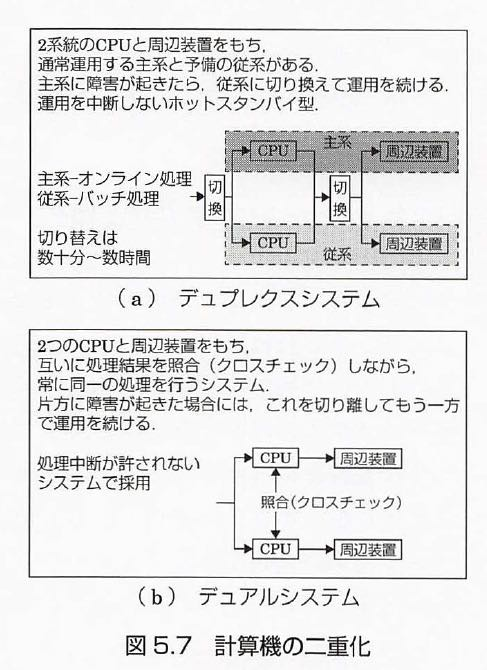 2系統のCPUと周辺装置をもち，
通常運用する主系と予備の従系がある．
主系に障害が起きたら，従系に切り換えて運用を続ける．
運用を中断しないホットスタンバイ型．
主系
CPU
周辺装置
主系−オンライン処理
従系−バッチ処理
切換
切換
切り替えは
数十分〜数時間
CPU
周辺装置
従系
（a） デュプレクスシステム
2つのCPUと周辺装置をもち，
互いに処理結果を照合（クロスチェック）しながら，
常に同一の処理を行うシステム．
片方に障害が起きた場合には，これを切り離してもう一方
で運用を続ける．
処理中断が許されない
システムで採用
CPU
周辺装置
照合（クロスチェック）
CPU
周辺装置
（b） デュアルシステム
図5.7 計算機の二重化